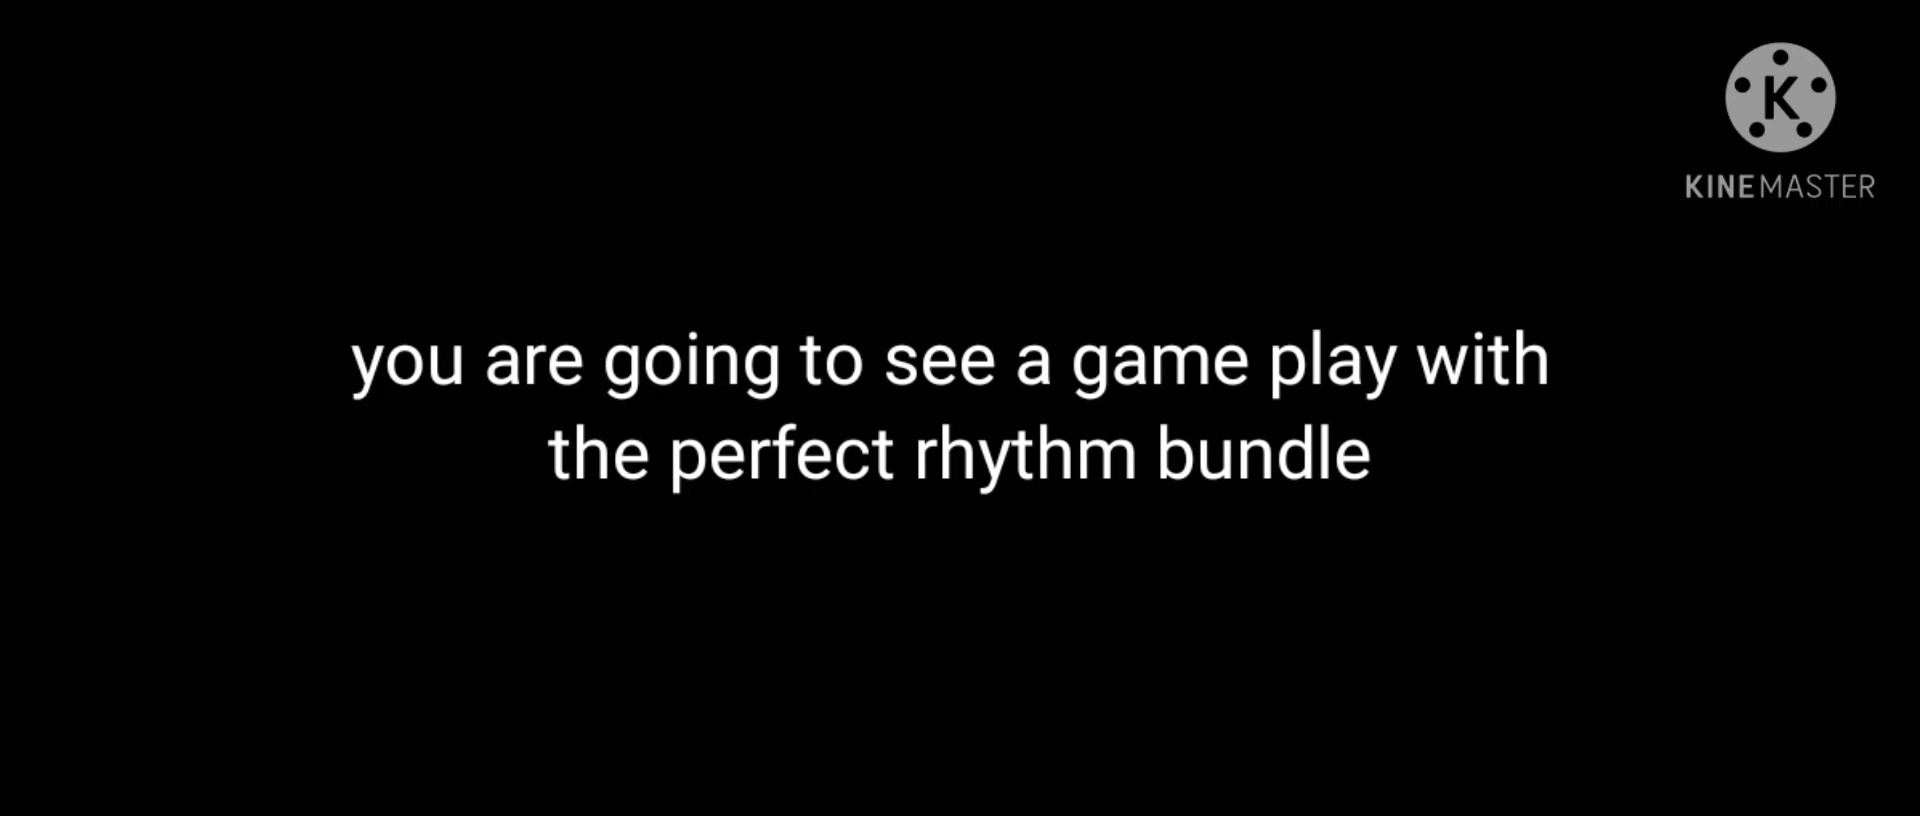 K
KINEMASTER
you are going to see a game play with
the perfect rhythm bundle